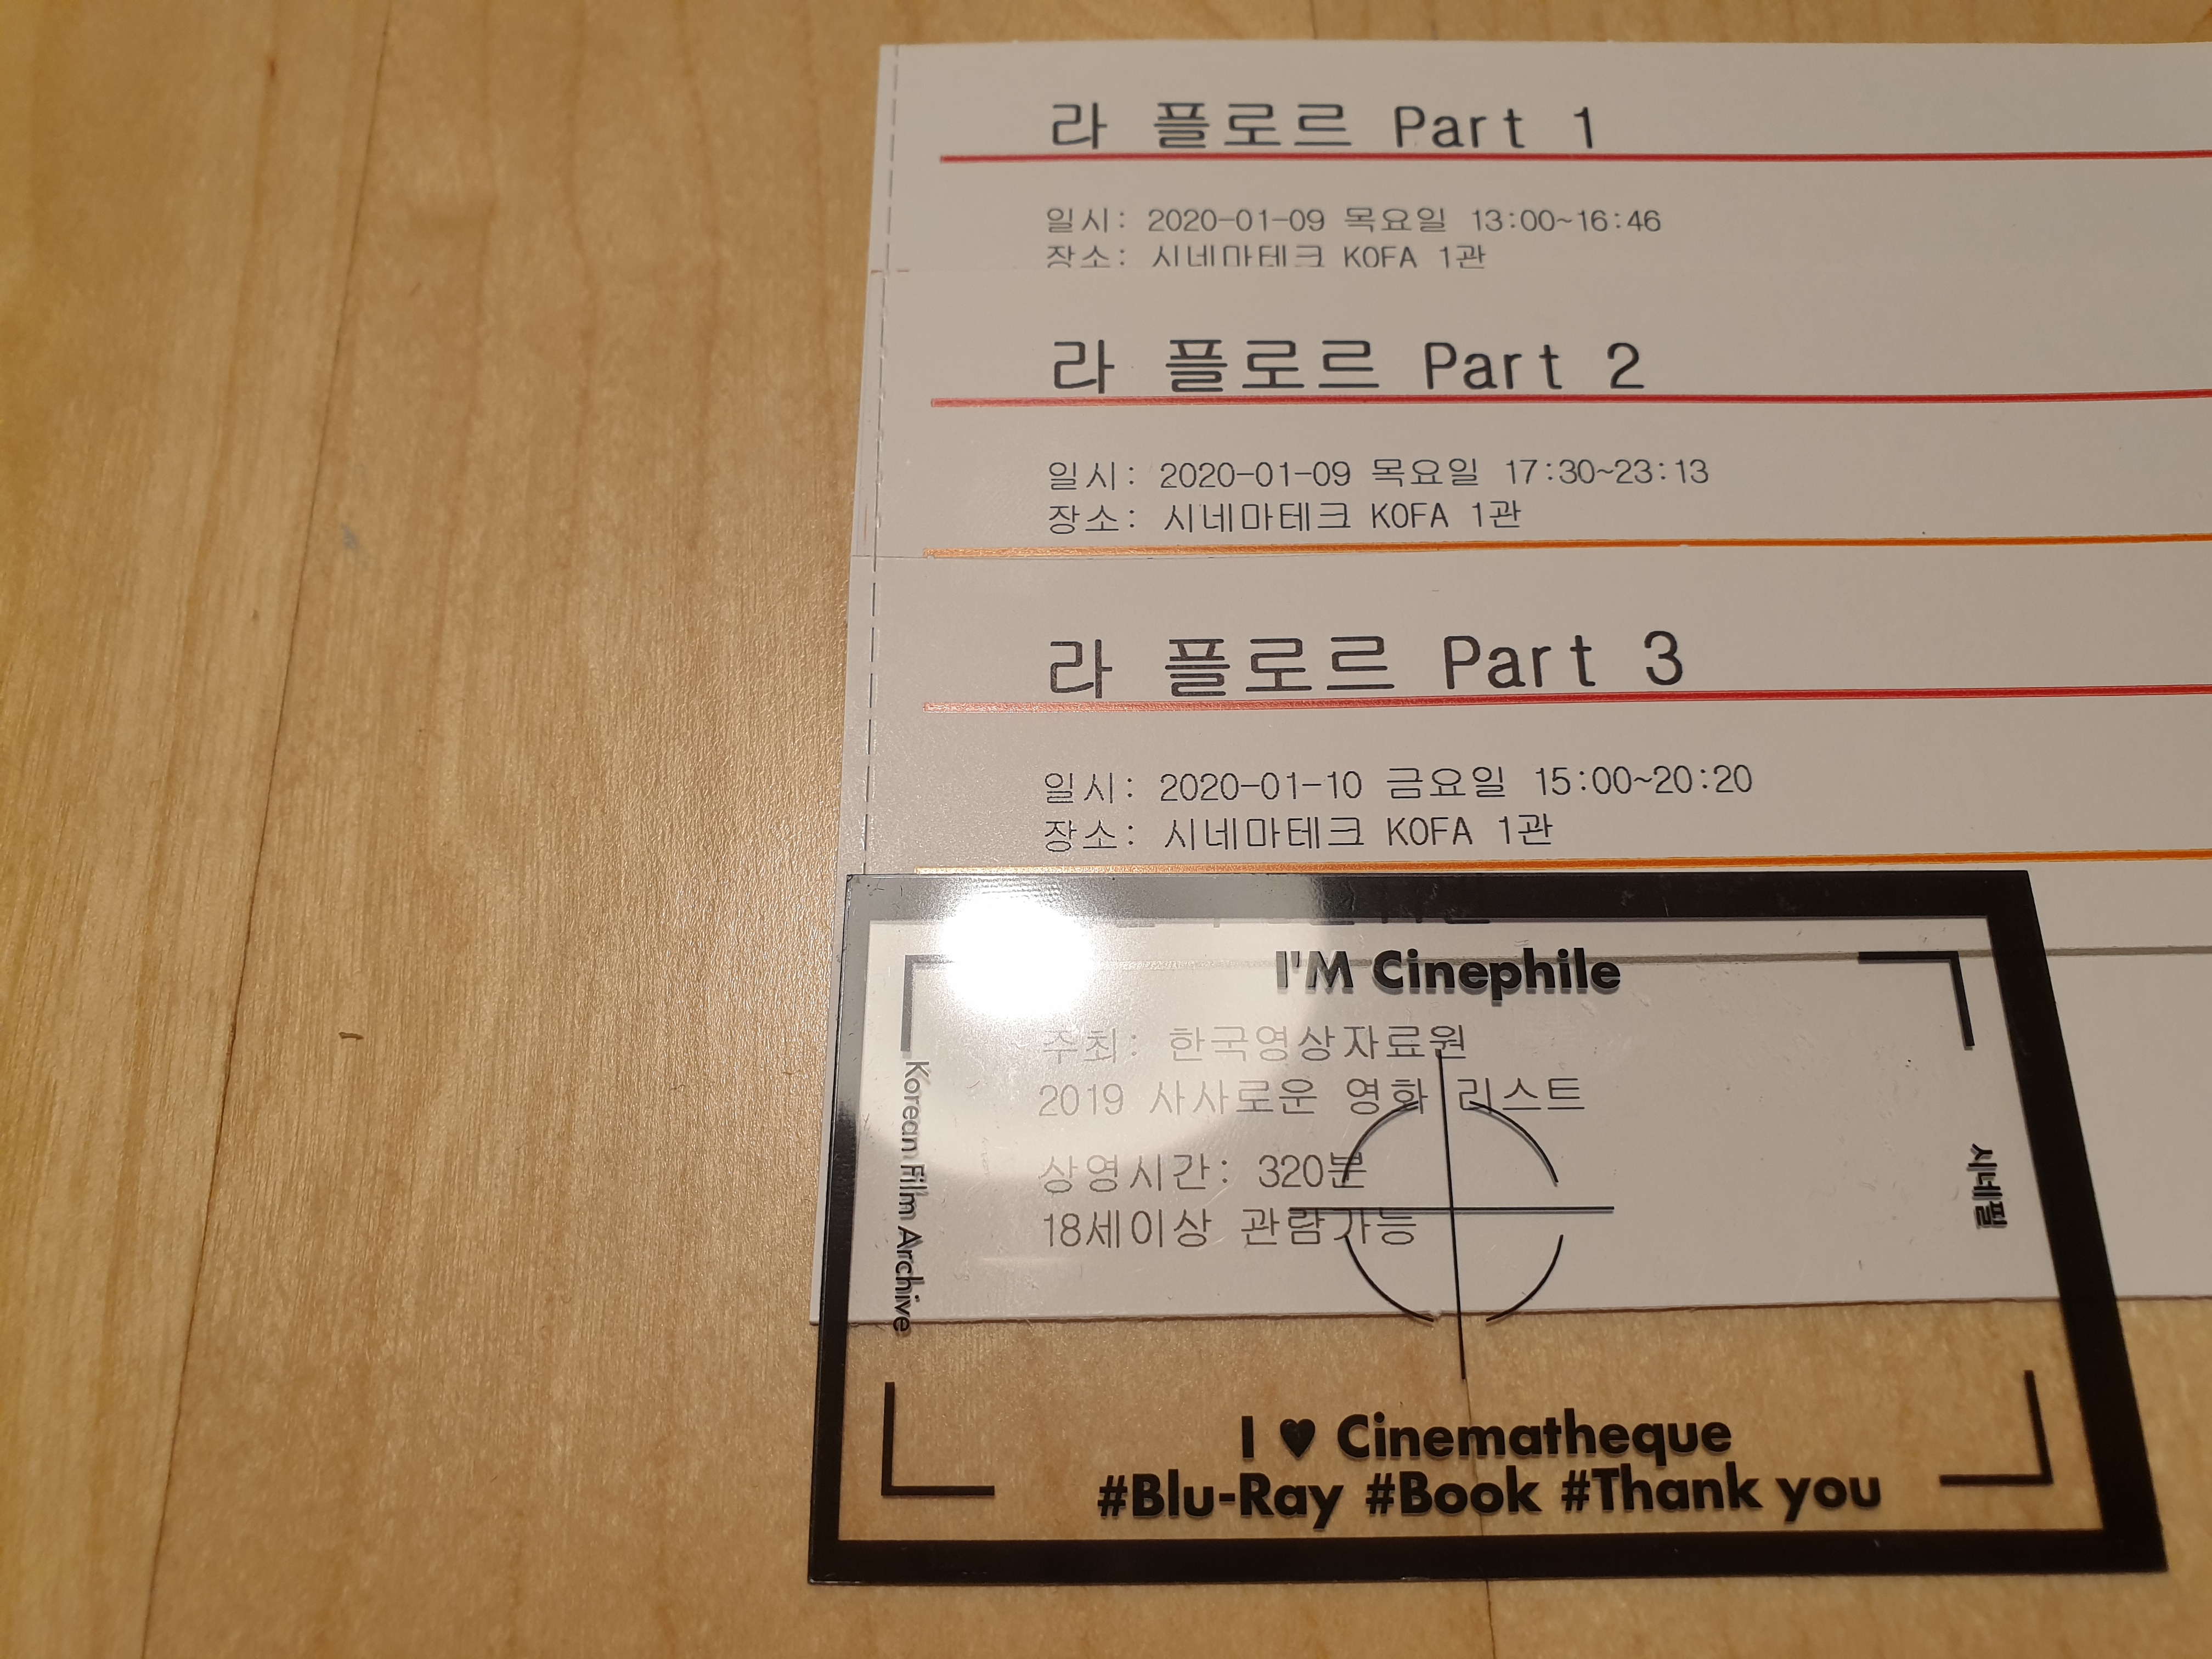 라 플로르 Part 1
일시: 2020-01-09 목요일 13:00~16:46
장소: 시네마테크 KOFA 1관
라 플로르 Part 2
일시: 2020-01-09 목요일 17:30~23:13
장소: 시네마테크 KOFA 1관
라 플로르 Part 3
일시: 2020-01-10 금요일 15:00~20:20
장소: 시네마테크 KOFA 1관
I'M Cinephile
주최: 한국영상자료원
2019 사사로운 영화 리스트
상영시간: 320분
18세이상 관람가능
Korean Film Archive
시네필
I ♥ Cinematheque
#Blu-Ray #Book #Thank you